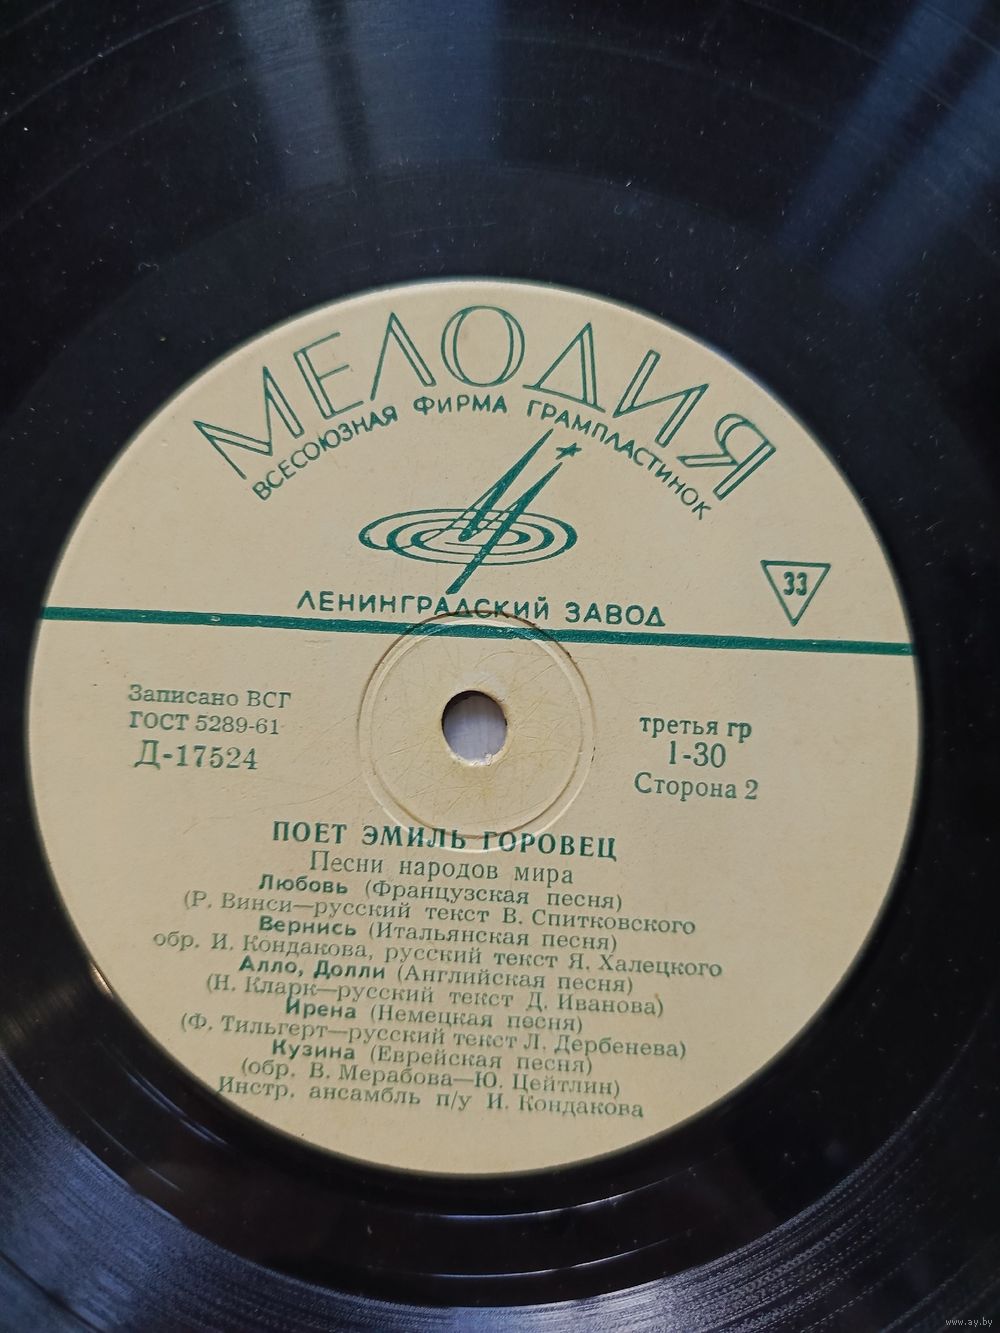 МЕЛОДИЯ
ВСЕСОЮЗНАЯ ФИРМА ГРАМПЛАСТИНОК
33
ЛЕНИНГРАДСКИЙ ЗАВОД
Записано ВСГ
ГОСТ 5289-61
Д-17524
третья гр
1-30
Сторона 2
ПОЕТ ЭМИЛЬ ГОРОВЕЦ
Песни народов мира
Любовь (Французская песня)
(Р. Винси—русский текст В. Спитковского
Вернись (Итальянская песня)
обр. И. Кондакова, русский текст Я. Халецкого
Алло, Долли (Английская песня)
(Н. Кларк—русский текст Д. Иванова)
Ирена (Немецкая песня)
(Ф. Тильгерт—русский текст Л. Дербенева)
Кузина (Еврейская песня)
(обр. В. Мерабова—Ю. Цейтлин)
Инстр. ансамбль п/у И. Кондакова
www.ay.by